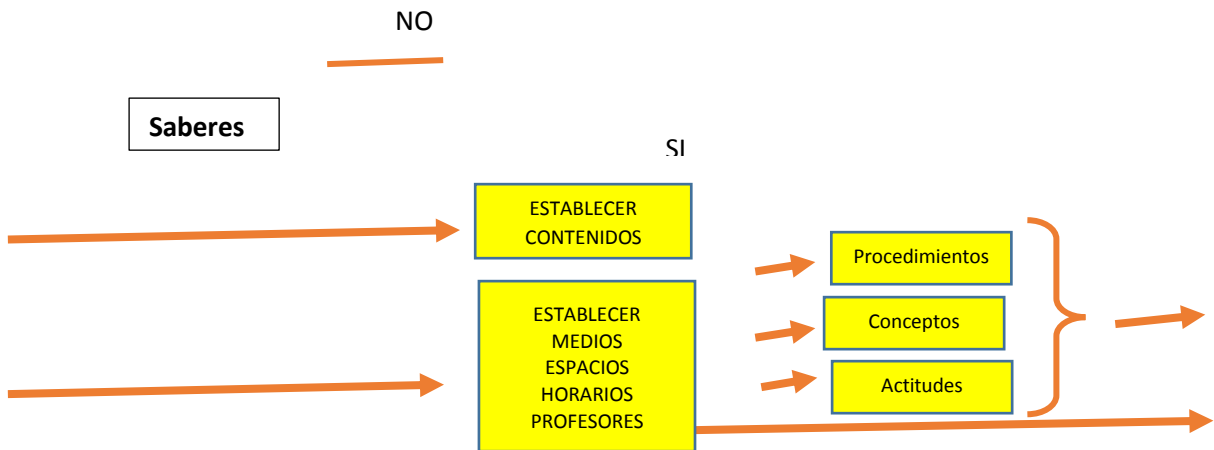 NO
Saberes
SI
ESTABLECER
CONTENIDOS
Procedimientos
ESTABLECER
MEDIOS
ESPACIOS
HORARIOS
PROFESORES
Conceptos
Actitudes